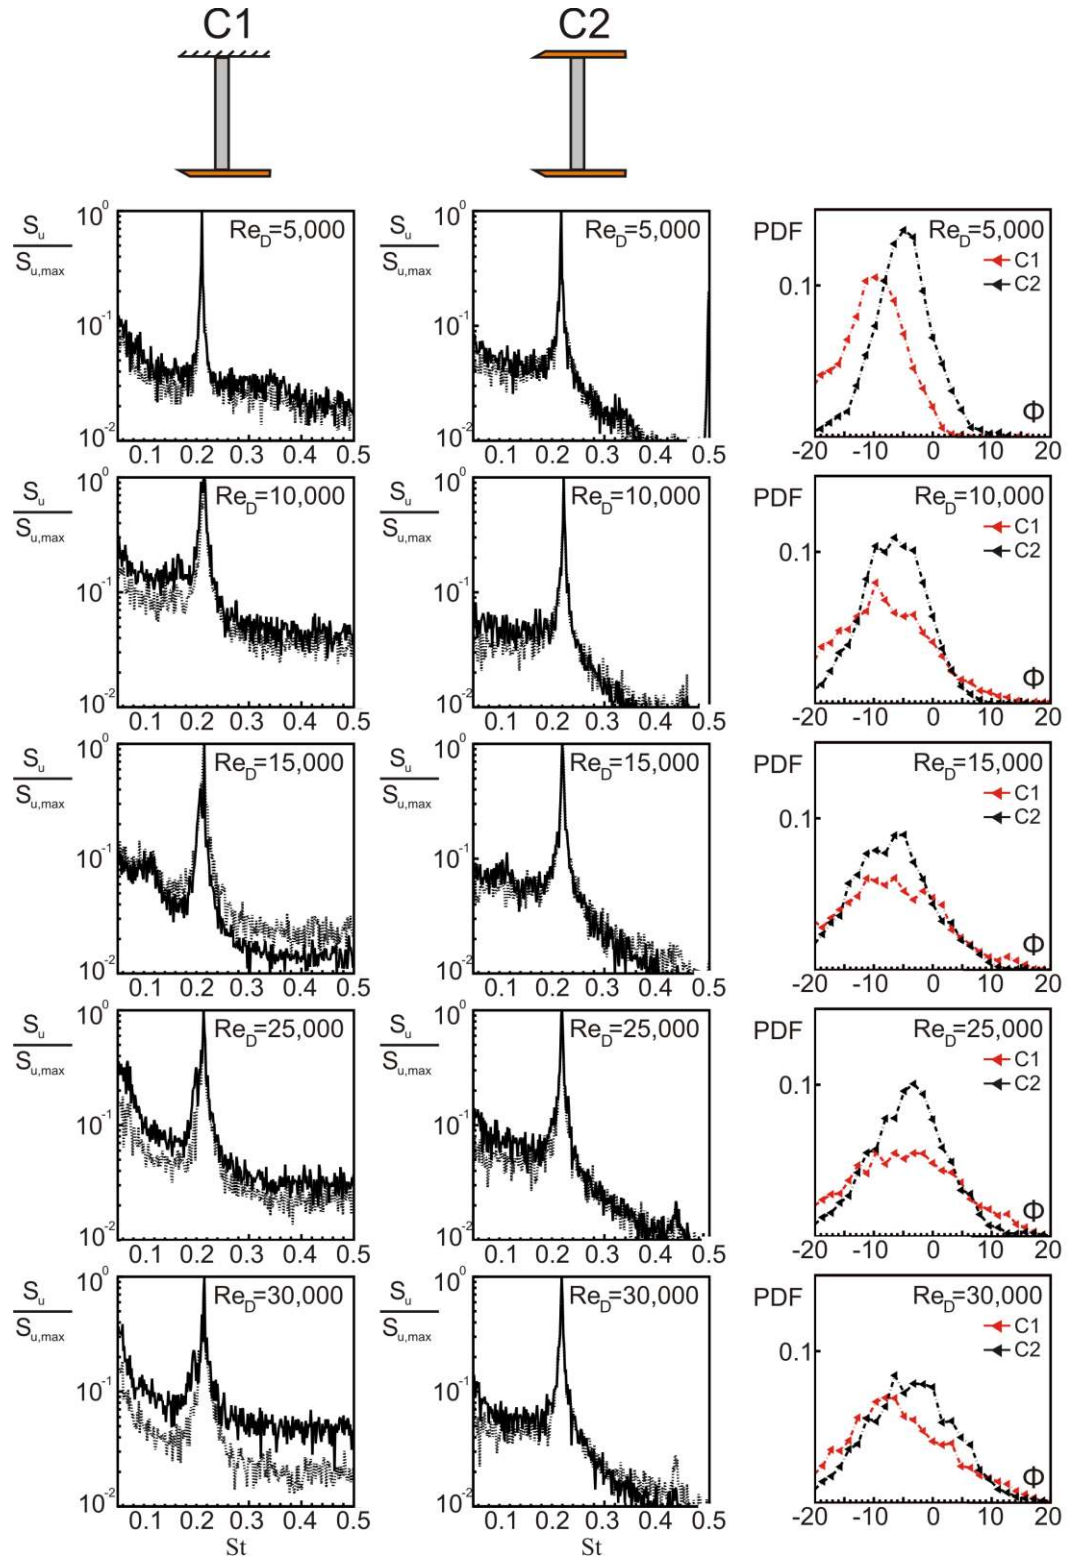 C1 C2
S_u/S_u,max 10^0 10^-1 10^-2 Re_D=5,000 0.1 0.2 0.3 0.4 0.5
S_u/S_u,max 10^0 10^-1 10^-2 Re_D=5,000 0.1 0.2 0.3 0.4 0.5
PDF 0.1 Re_D=5,000 C1 C2 Φ -20 -10 0 10 20
S_u/S_u,max 10^0 10^-1 10^-2 Re_D=10,000 0.1 0.2 0.3 0.4 0.5
S_u/S_u,max 10^0 10^-1 10^-2 Re_D=10,000 0.1 0.2 0.3 0.4 0.5
PDF 0.1 Re_D=10,000 C1 C2 Φ -20 -10 0 10 20
S_u/S_u,max 10^0 10^-1 10^-2 Re_D=15,000 0.1 0.2 0.3 0.4 0.5
S_u/S_u,max 10^0 10^-1 10^-2 Re_D=15,000 0.1 0.2 0.3 0.4 0.5
PDF 0.1 Re_D=15,000 C1 C2 Φ -20 -10 0 10 20
S_u/S_u,max 10^0 10^-1 10^-2 Re_D=25,000 0.1 0.2 0.3 0.4 0.5
S_u/S_u,max 10^0 10^-1 10^-2 Re_D=25,000 0.1 0.2 0.3 0.4 0.5
PDF 0.1 Re_D=25,000 C1 C2 Φ -20 -10 0 10 20
S_u/S_u,max 10^0 10^-1 10^-2 Re_D=30,000 0.1 0.2 0.3 0.4 0.5 St
S_u/S_u,max 10^0 10^-1 10^-2 Re_D=30,000 0.1 0.2 0.3 0.4 0.5 St
PDF 0.1 Re_D=30,000 C1 C2 Φ -20 -10 0 10 20